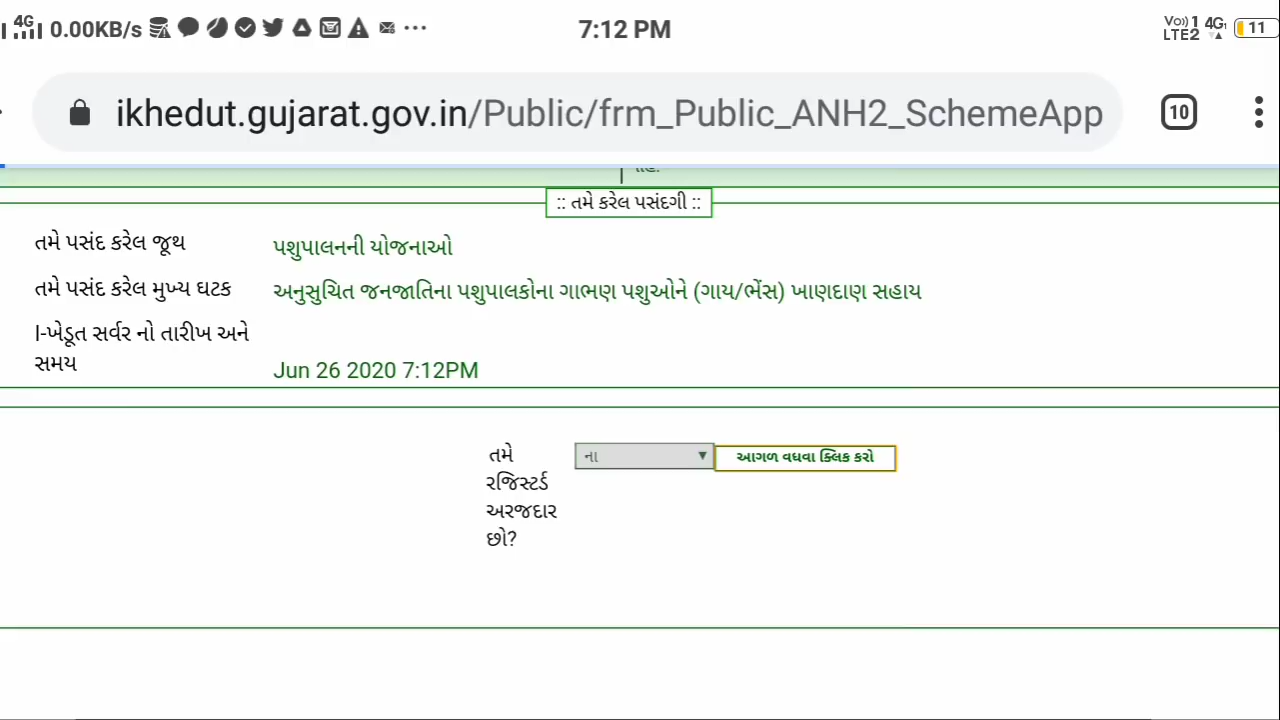 4G 0.00KB/s 7:12 PM Vo)) 1 LTE2 4G 11
ikhedut.gujarat.gov.in/Public/frm_Public_ANH2_SchemeApp 10
:: તમે કરેલ પસંદગી ::
તમે પસંદ કરેલ જૂથ પશુપાલનની યોજનાઓ
તમે પસંદ કરેલ મુખ્ય ઘટક અનુસુચિત જનજાતિના પશુપાલકોના ગાભણ પશુઓને (ગાય/ભેંસ) ખાણદાણ સહાય
I-ખેડૂત સર્વર નો તારીખ અને
સમય Jun 26 2020 7:12PM
તમે ના આગળ વધવા ક્લિક કરો
રજિસ્ટર્ડ
અરજદાર
છો?